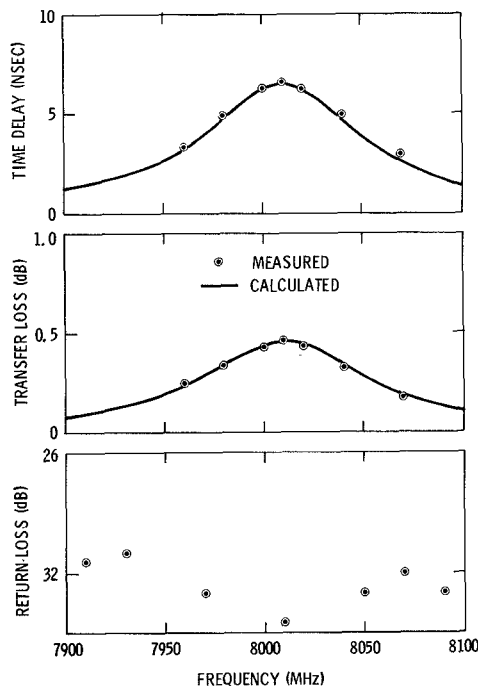 10
5
0
TIME DELAY (NSEC)
1.0
0.5
0
TRANSFER LOSS (dB)
MEASURED
CALCULATED
26
32
RETURN-LOSS (dB)
7900 7950 8000 8050 8100
FREQUENCY (MHz)